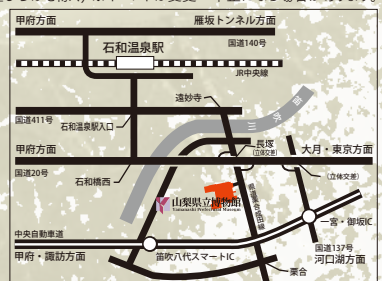 甲府方面
雁坂トンネル方面
国道140号
石和温泉駅
JR中央線
遠妙寺
笛
吹
川
国道411号
石和温泉駅入口
長塚
(立体交差)
甲府方面
大月・東京方面
国道20号
石和橋西
(立体交差)
山梨県立博物館
Yamanashi Prefectural Museum
一宮・御坂IC
中央自動車道
国道137号
甲府・諏訪方面
笛吹八代スマートIC
河口湖方面
栗合